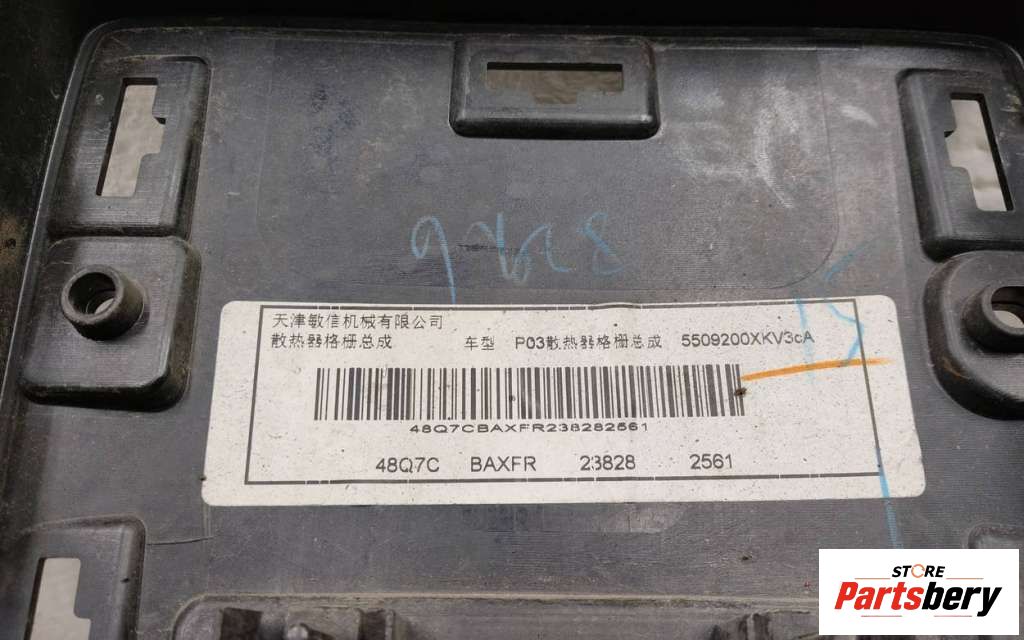 天津敏信机械有限公司
散热器格栅总成 车型 P03散热器格栅总成 5509200XKV3cA
48Q7CBAXFR238282561
48Q7C BAXFR 23828 2561
STORE
Partsbery